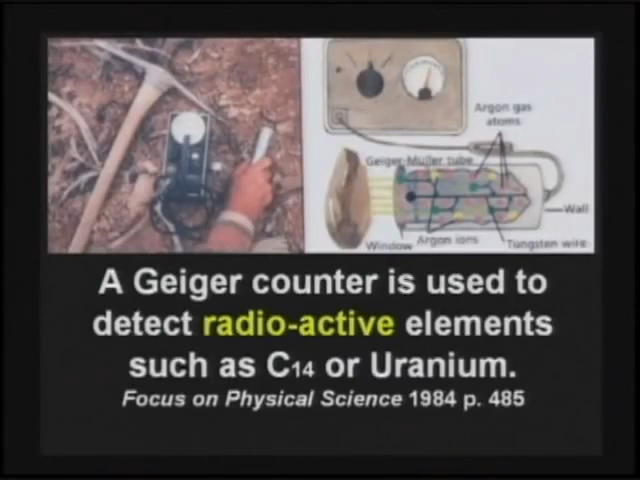 Argon gas
atoms
Geiger-Muller tube
Wall
Window
Argon ions
Tungsten wire
A Geiger counter is used to
detect radio-active elements
such as C14 or Uranium.
Focus on Physical Science 1984 p. 485